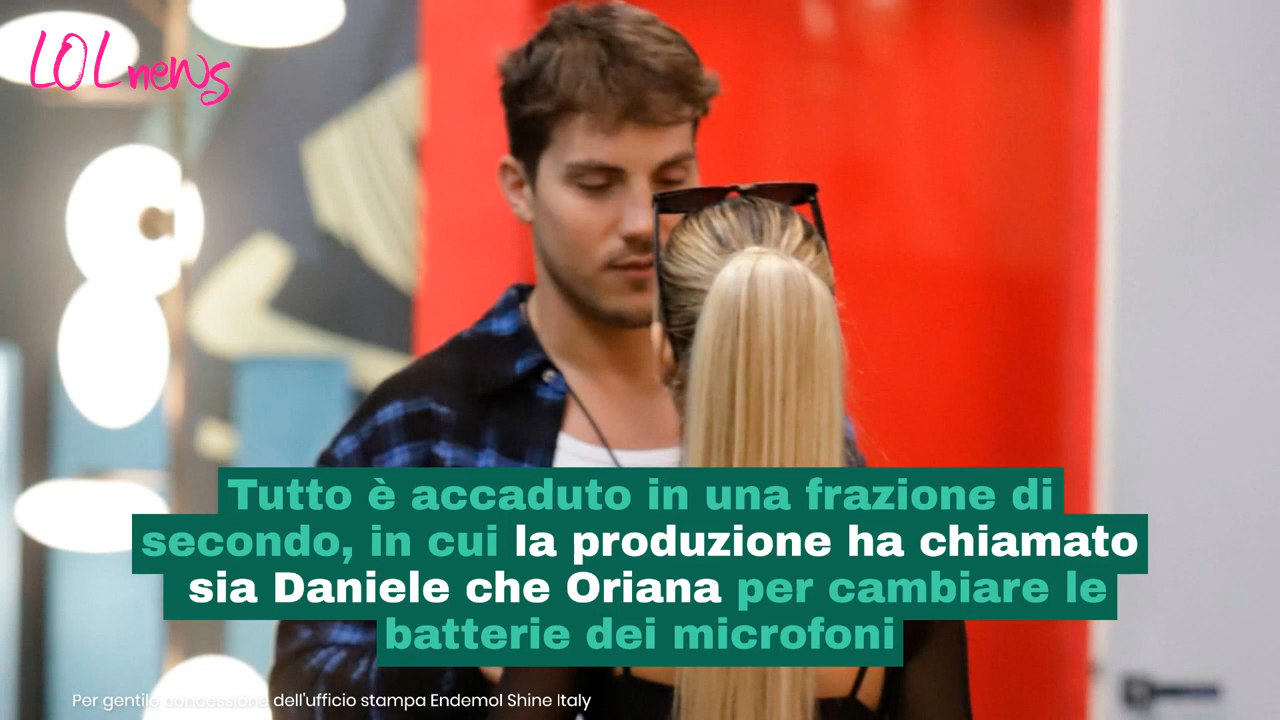 LOL news
Tutto è accaduto in una frazione di
secondo, in cui la produzione ha chiamato
sia Daniele che Oriana per cambiare le
batterie dei microfoni
Per gentile concessione dell'ufficio stampa Endemol Shine Italy